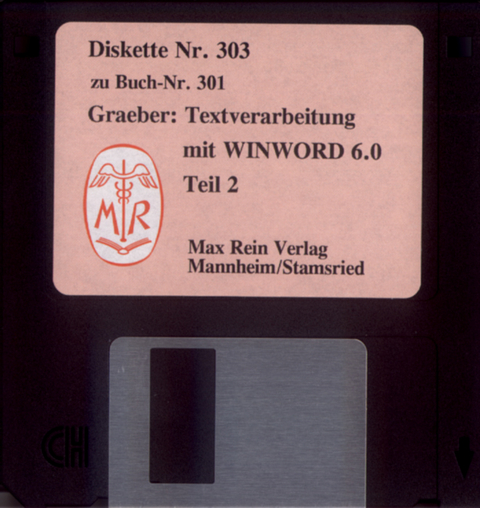 Diskette Nr. 303
zu Buch-Nr. 301
Graeber: Textverarbeitung
mit WINWORD 6.0
Teil 2
M R
Max Rein Verlag
Mannheim/Stamsried